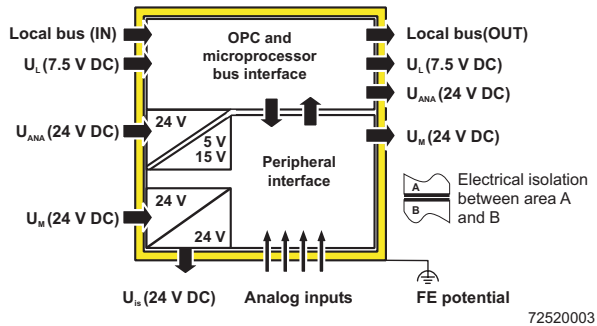 Local bus (IN)
OPC and
microprocessor
bus interface
Local bus(OUT)
UL (7.5 V DC)
UL (7.5 V DC)
UANA (24 V DC)
UANA (24 V DC)
24 V
5 V
15 V
UM (24 V DC)
Peripheral
interface
A
B
Electrical isolation
between area A
and B
UM (24 V DC)
24 V
24 V
Uis (24 V DC)
Analog inputs
FE potential
72520003